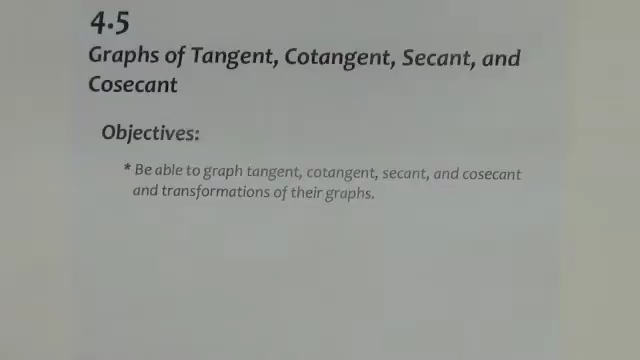 4.5
Graphs of Tangent, Cotangent, Secant, and
Cosecant
Objectives:
* Be able to graph tangent, cotangent, secant, and cosecant
and transformations of their graphs.